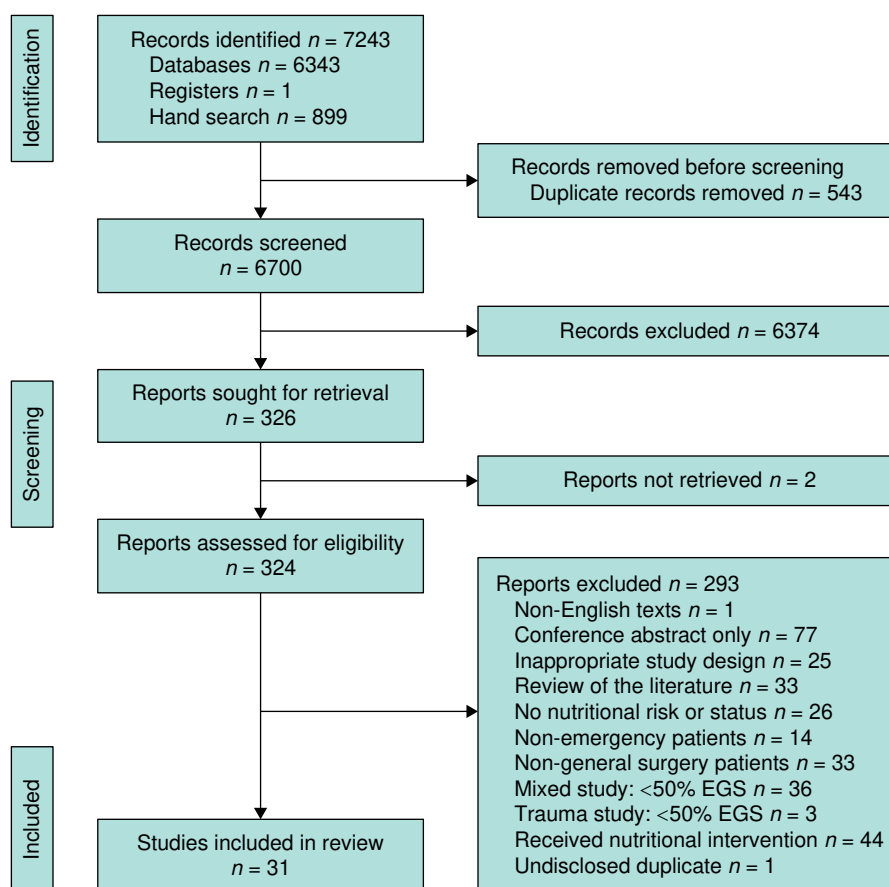 Identification
Records identified n = 7243
Databases n = 6343
Registers n = 1
Hand search n = 899
Records removed before screening
Duplicate records removed n = 543
Records screened
n = 6700
Records excluded n = 6374
Screening
Reports sought for retrieval
n = 326
Reports not retrieved n = 2
Reports assessed for eligibility
n = 324
Reports excluded n = 293
Non-English texts n = 1
Conference abstract only n = 77
Inappropriate study design n = 25
Review of the literature n = 33
No nutritional risk or status n = 26
Non-emergency patients n = 14
Non-general surgery patients n = 33
Mixed study: <50% EGS n = 36
Trauma study: <50% EGS n = 3
Received nutritional intervention n = 44
Undisclosed duplicate n = 1
Included
Studies included in review
n = 31